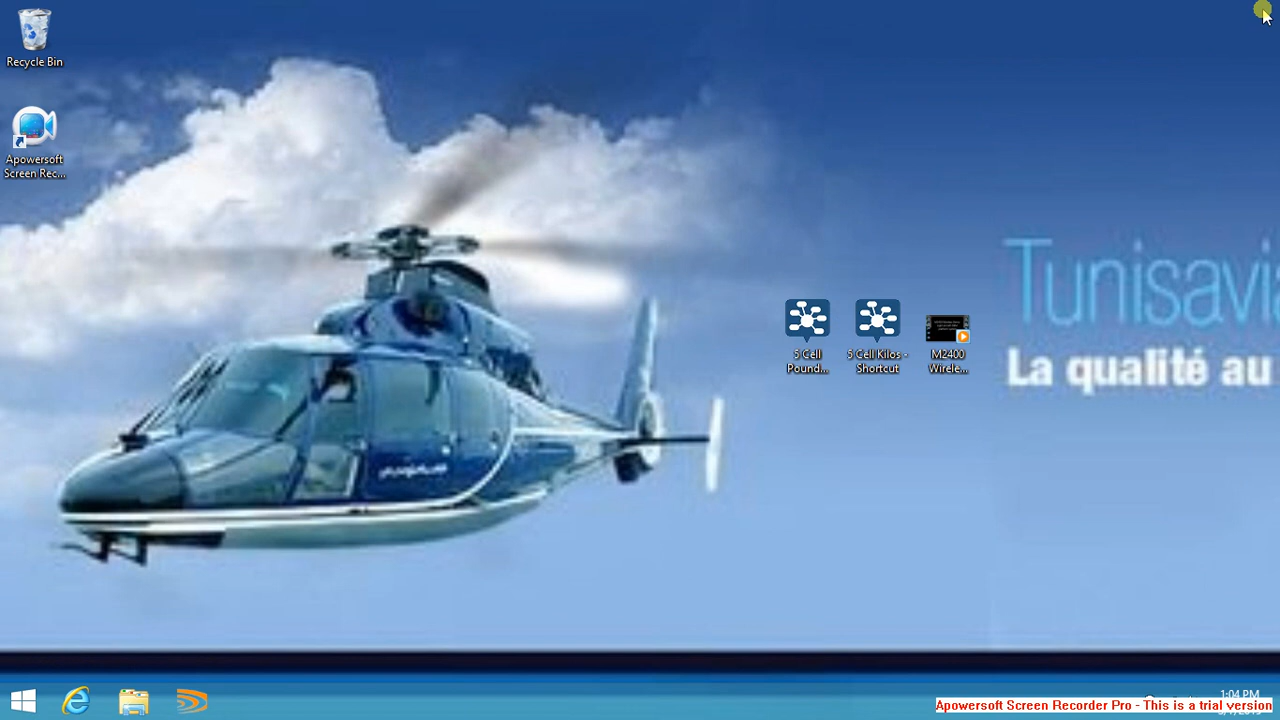 Recycle Bin
Apowersoft
Screen Rec...
Tunisavia
La qualité au
5 Cell
Pound...
5 Cell Kilos -
Shortcut
M2400
Wirele...
1:04 PM
Apowersoft Screen Recorder Pro - This is a trial version